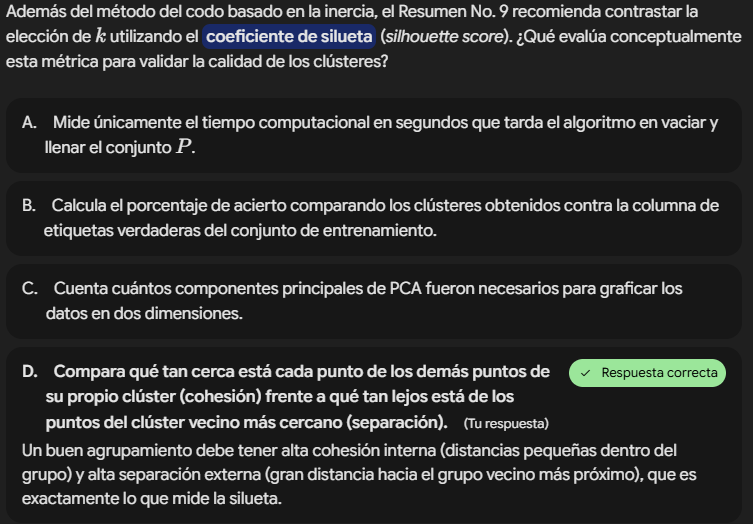 Además del método del codo basado en la inercia, el Resumen No. 9 recomienda contrastar la
elección de k utilizando el coeficiente de silueta (silhouette score). ¿Qué evalúa conceptualmente
esta métrica para validar la calidad de los clústeres?
A. Mide únicamente el tiempo computacional en segundos que tarda el algoritmo en vaciar y
llenar el conjunto P.
B. Calcula el porcentaje de acierto comparando los clústeres obtenidos contra la columna de
etiquetas verdaderas del conjunto de entrenamiento.
C. Cuenta cuántos componentes principales de PCA fueron necesarios para graficar los
datos en dos dimensiones.
D. Compara qué tan cerca está cada punto de los demás puntos de
su propio clúster (cohesión) frente a qué tan lejos está de los
puntos del clúster vecino más cercano (separación). (Tu respuesta)
✓ Respuesta correcta
Un buen agrupamiento debe tener alta cohesión interna (distancias pequeñas dentro del
grupo) y alta separación externa (gran distancia hacia el grupo vecino más próximo), que es
exactamente lo que mide la silueta.